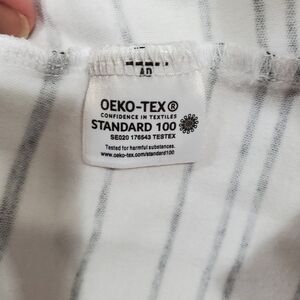 OEKO-TEX®
CONFIDENCE IN TEXTILES
STANDARD 100
SE020 176543 TESTEX
Tested for harmful substances.
www.oeko-tex.com/standard100